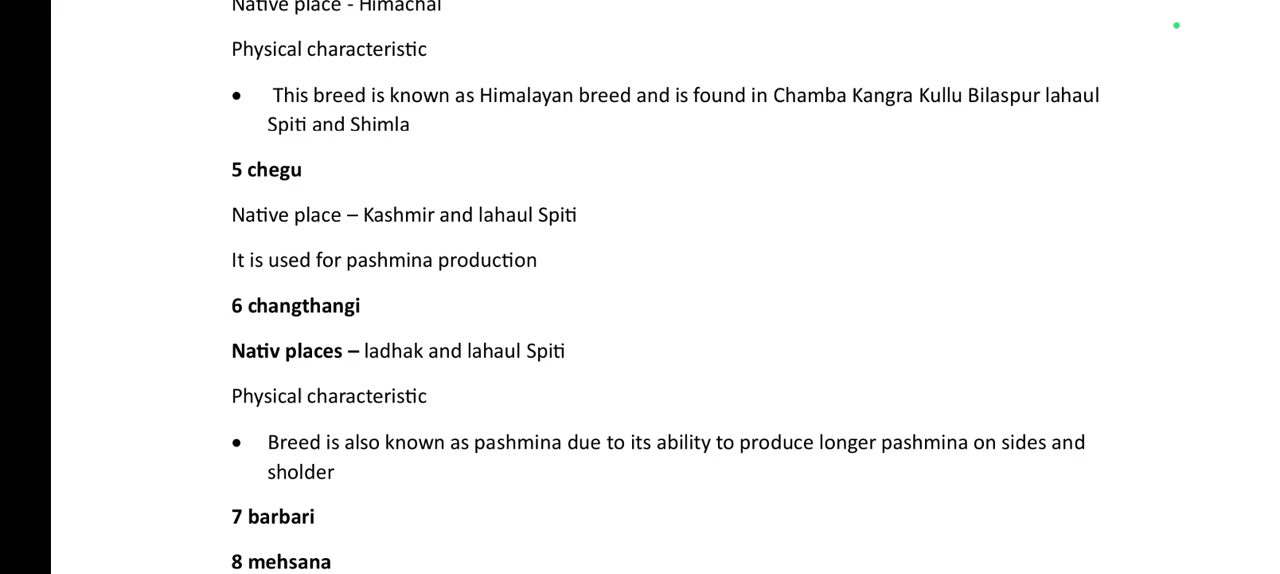 Native place - Himachal
Physical characteristic
• This breed is known as Himalayan breed and is found in Chamba Kangra Kullu Bilaspur lahaul
Spiti and Shimla
5 chegu
Native place – Kashmir and lahaul Spiti
It is used for pashmina production
6 changthangi
Nativ places – ladhak and lahaul Spiti
Physical characteristic
• Breed is also known as pashmina due to its ability to produce longer pashmina on sides and
sholder
7 barbari
8 mehsana